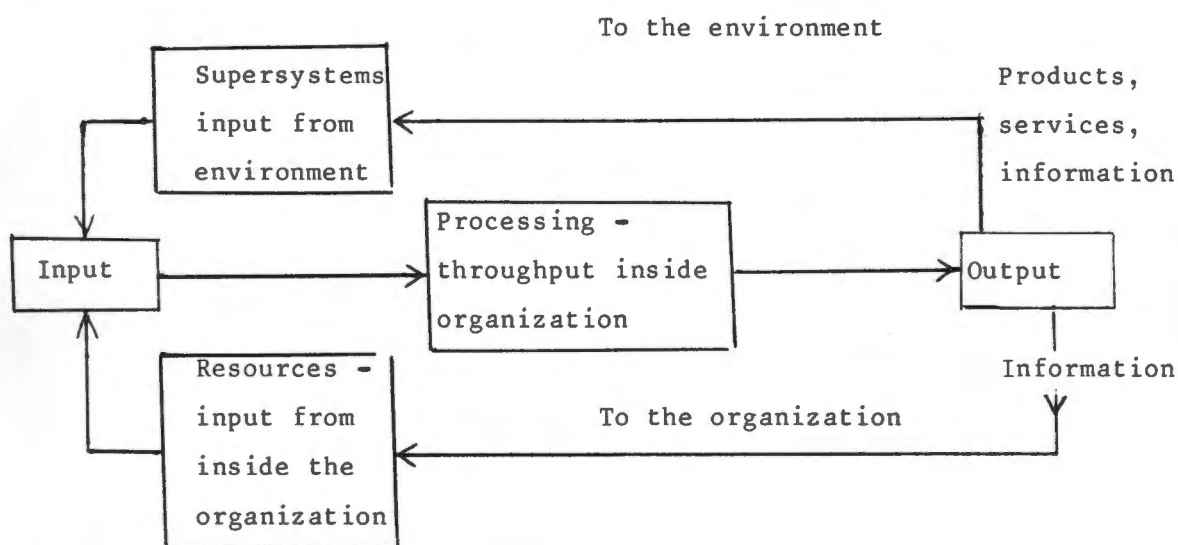 To the environment
Supersystems
input from
environment
Products,
services,
information
Input
Processing -
throughput inside
organization
Output
Resources -
input from
inside the
organization
To the organization
Information